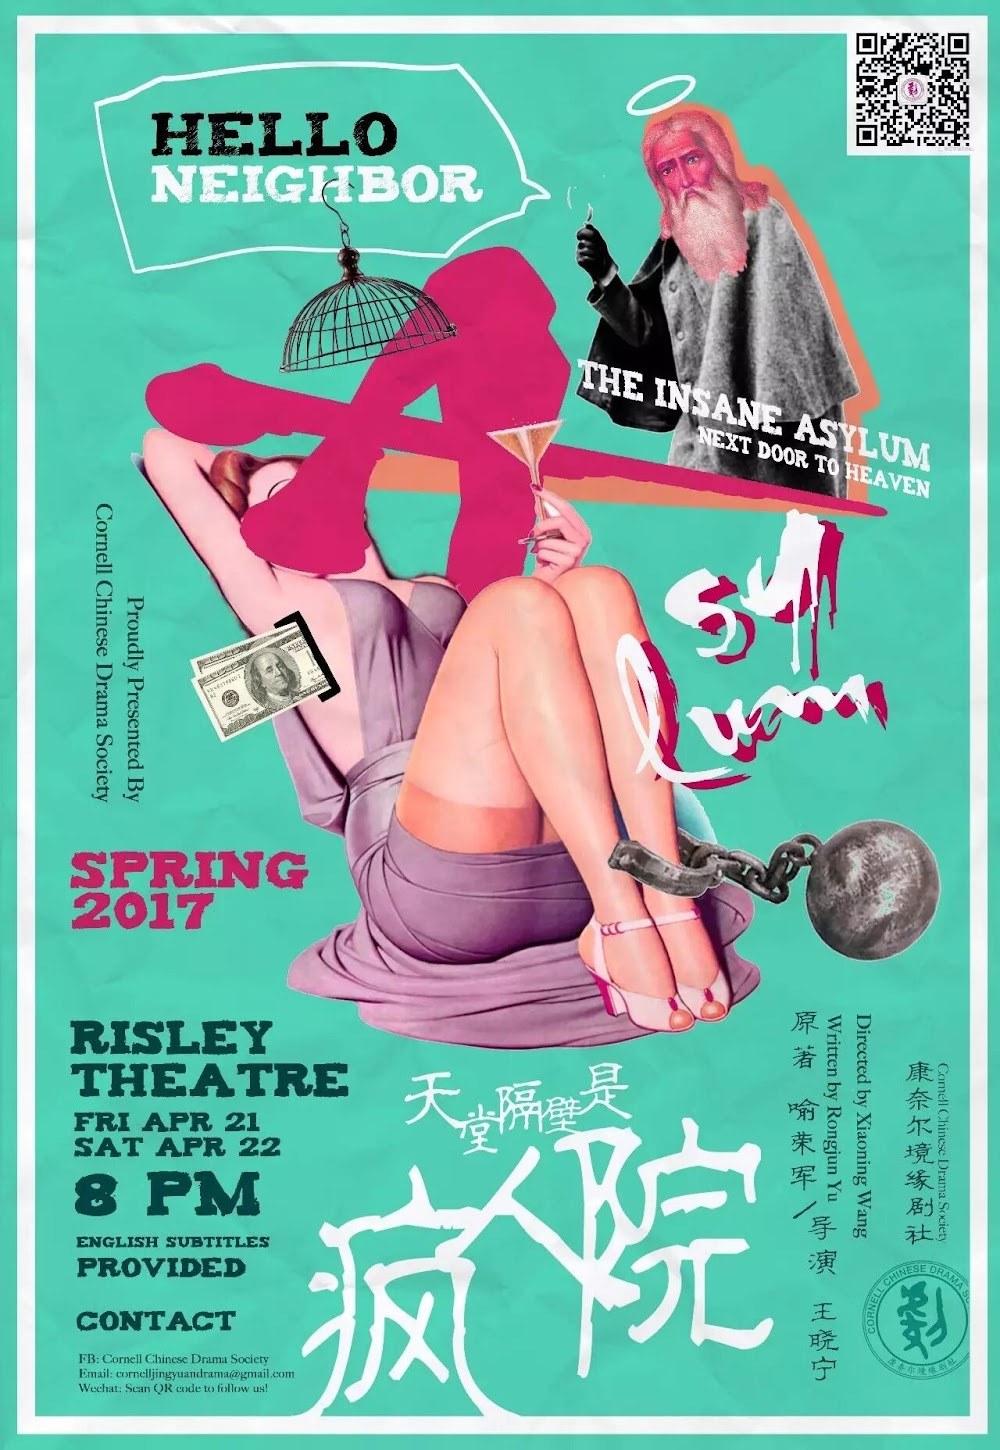 HELLO
NEIGHBOR
THE INSANE ASYLUM
NEXT DOOR TO HEAVEN
Asylum
Proudly Presented By
Cornell Chinese Drama Society
SPRING
2017
RISLEY
THEATRE
FRI APR 21
SAT APR 22
8 PM
ENGLISH SUBTITLES
PROVIDED
CONTACT
FB: Cornell Chinese Drama Society
Email: cornelljingyuandrama@gmail.com
Wechat: Scan QR code to follow us!
天堂隔壁是
疯人院
原著 喻荣军／导演 王晓宁
Written by Rongjun Yu
Directed by Xiaoning Wang
康奈尔境缘剧社
Cornell Chinese Drama Society
CORNELL CHINESE DRAMA